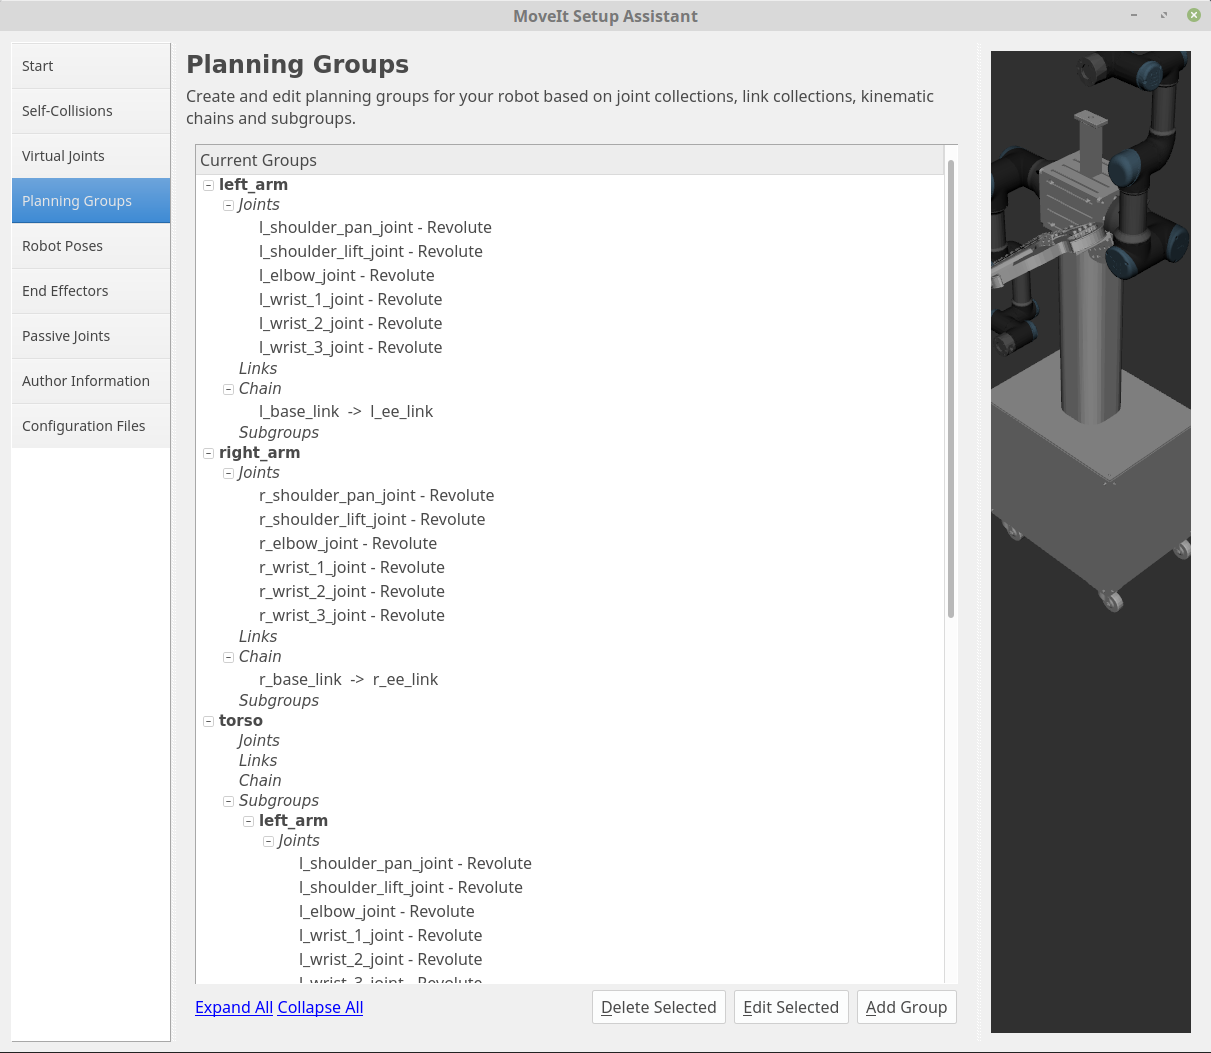 MoveIt Setup Assistant
Start
Self-Collisions
Virtual Joints
Planning Groups
Robot Poses
End Effectors
Passive Joints
Author Information
Configuration Files
Planning Groups
Create and edit planning groups for your robot based on joint collections, link collections, kinematic
chains and subgroups.
Current Groups
left_arm
Joints
l_shoulder_pan_joint - Revolute
l_shoulder_lift_joint - Revolute
l_elbow_joint - Revolute
l_wrist_1_joint - Revolute
l_wrist_2_joint - Revolute
l_wrist_3_joint - Revolute
Links
Chain
l_base_link -> l_ee_link
Subgroups
right_arm
Joints
r_shoulder_pan_joint - Revolute
r_shoulder_lift_joint - Revolute
r_elbow_joint - Revolute
r_wrist_1_joint - Revolute
r_wrist_2_joint - Revolute
r_wrist_3_joint - Revolute
Links
Chain
r_base_link -> r_ee_link
Subgroups
torso
Joints
Links
Chain
Subgroups
left_arm
Joints
l_shoulder_pan_joint - Revolute
l_shoulder_lift_joint - Revolute
l_elbow_joint - Revolute
l_wrist_1_joint - Revolute
l_wrist_2_joint - Revolute
l_wrist_3_joint - Revolute
Expand All Collapse All
Delete Selected
Edit Selected
Add Group